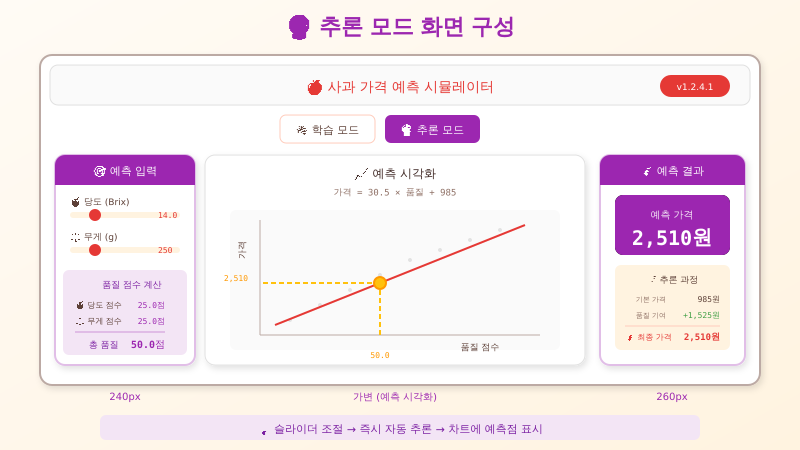 추론 모드 화면 구성
사과 가격 예측 시뮬레이터
v1.2.4.1
학습 모드
추론 모드
예측 입력
당도 (Brix)
14.0
무게 (g)
250
품질 점수 계산
당도 점수 25.0점
무게 점수 25.0점
총 품질 50.0점
예측 시각화
가격 = 30.5 × 품질 + 985
가격
2,510
50.0
품질 점수
예측 결과
예측 가격
2,510원
추론 과정
기본 가격 985원
품질 기여 +1,525원
최종 가격 2,510원
240px
가변 (예측 시각화)
260px
슬라이더 조절 → 즉시 자동 추론 → 차트에 예측점 표시